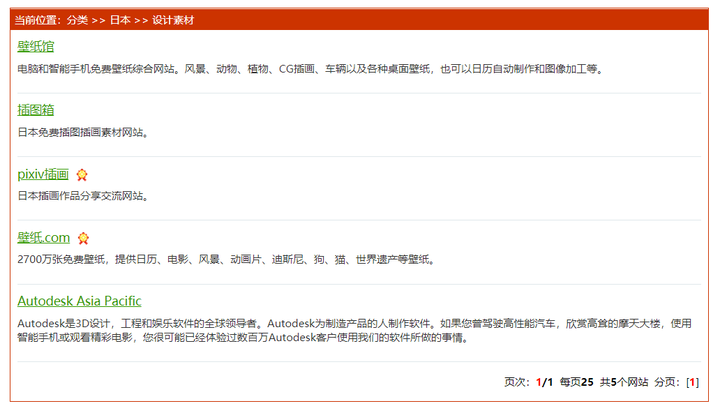 当前位置：分类 >> 日本 >> 设计素材
壁纸馆
电脑和智能手机免费壁纸综合网站。风景、动物、植物、CG插画、车辆以及各种桌面壁纸，也可以日历自动制作和图像加工等。
插图箱
日本免费插图插画素材网站。
pixiv插画
日本插画作品分享交流网站。
壁纸.com
2700万张免费壁纸，提供日历、电影、风景、动画片、迪斯尼、狗、猫、世界遗产等壁纸。
Autodesk Asia Pacific
Autodesk是3D设计，工程和娱乐软件的全球领导者。Autodesk为制造产品的人制作软件。如果您曾驾驶高性能汽车，欣赏高耸的摩天大楼，使用
智能手机或观看精彩电影，您很可能已经体验过数百万Autodesk客户使用我们的软件所做的事情。
页次：1/1 每页25 共5个网站 分页：[1]